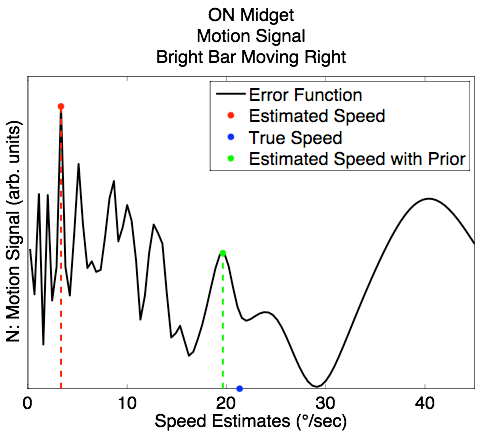 ON Midget
Motion Signal
Bright Bar Moving Right
Error Function
Estimated Speed
True Speed
Estimated Speed with Prior
N: Motion Signal (arb. units)
0 10 20 30 40
Speed Estimates (°/sec)